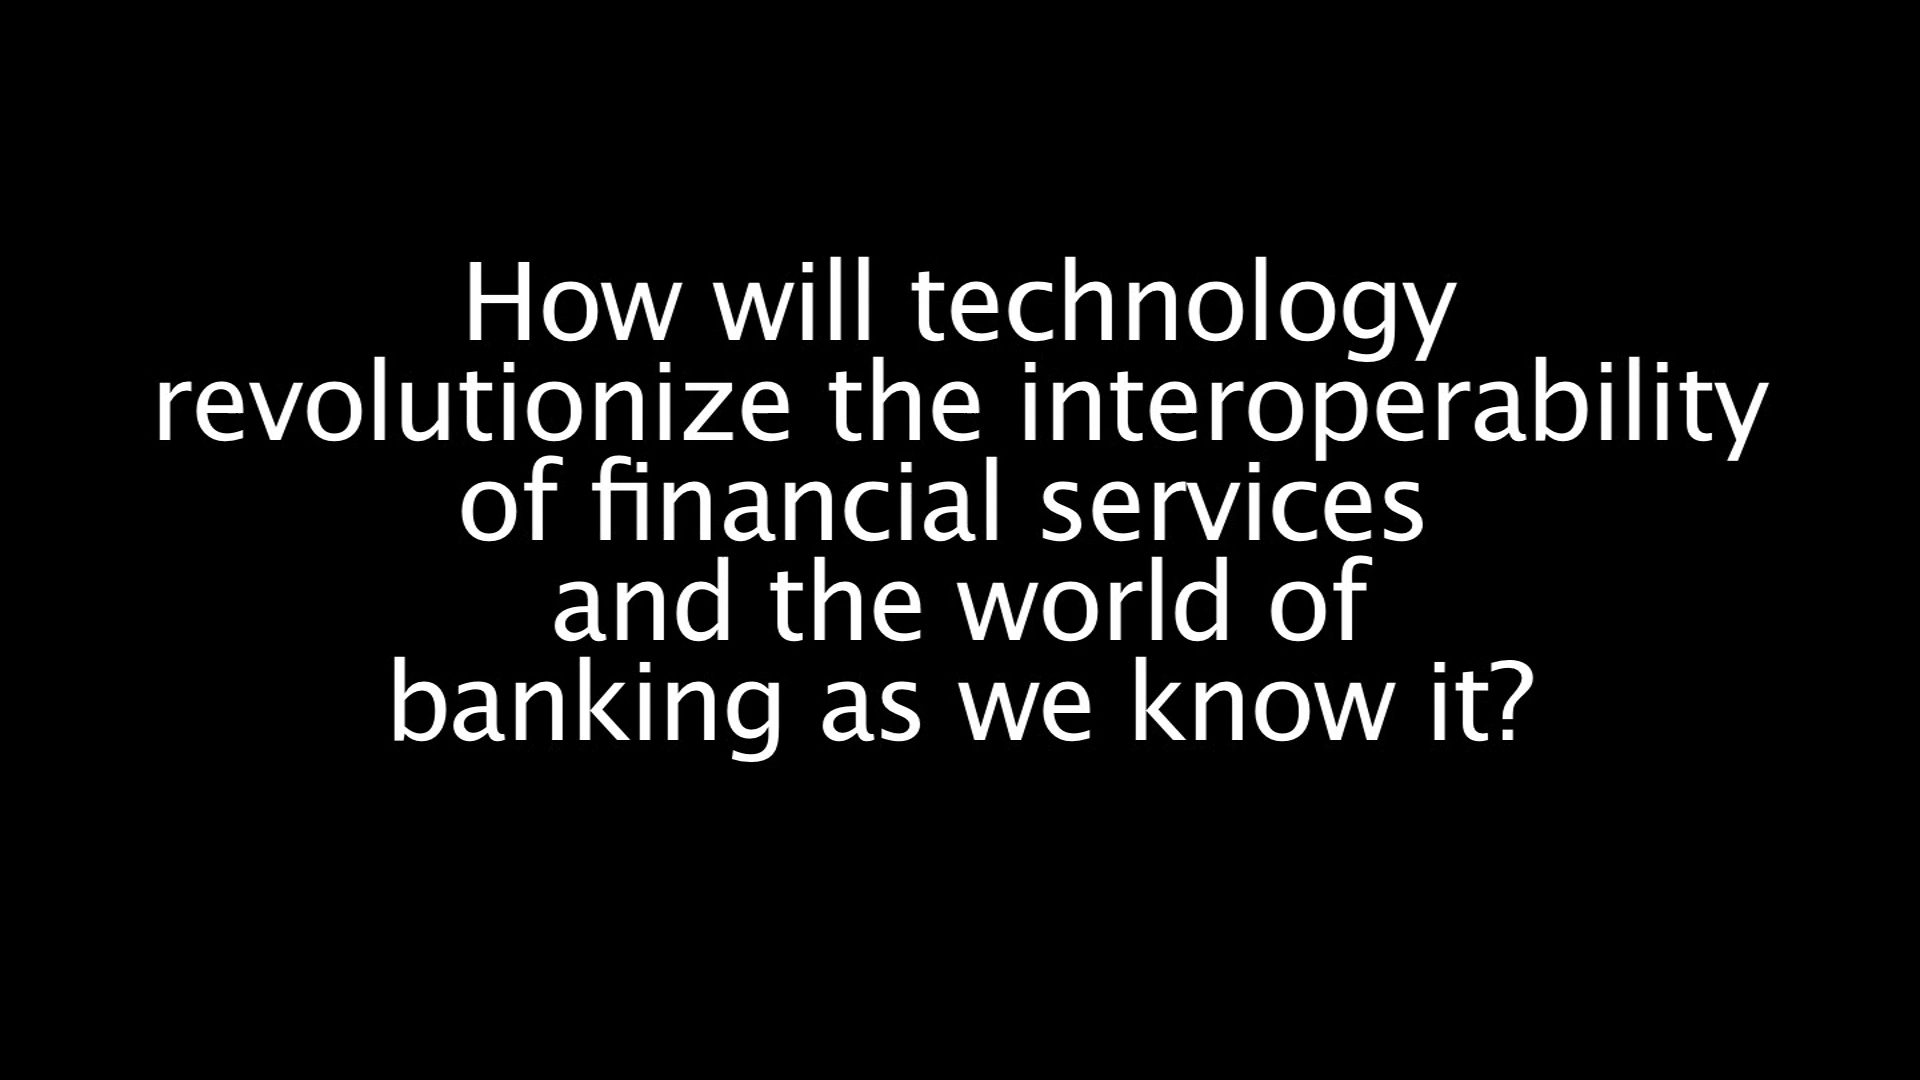 How will technology
revolutionize the interoperability
of financial services
and the world of
banking as we know it?